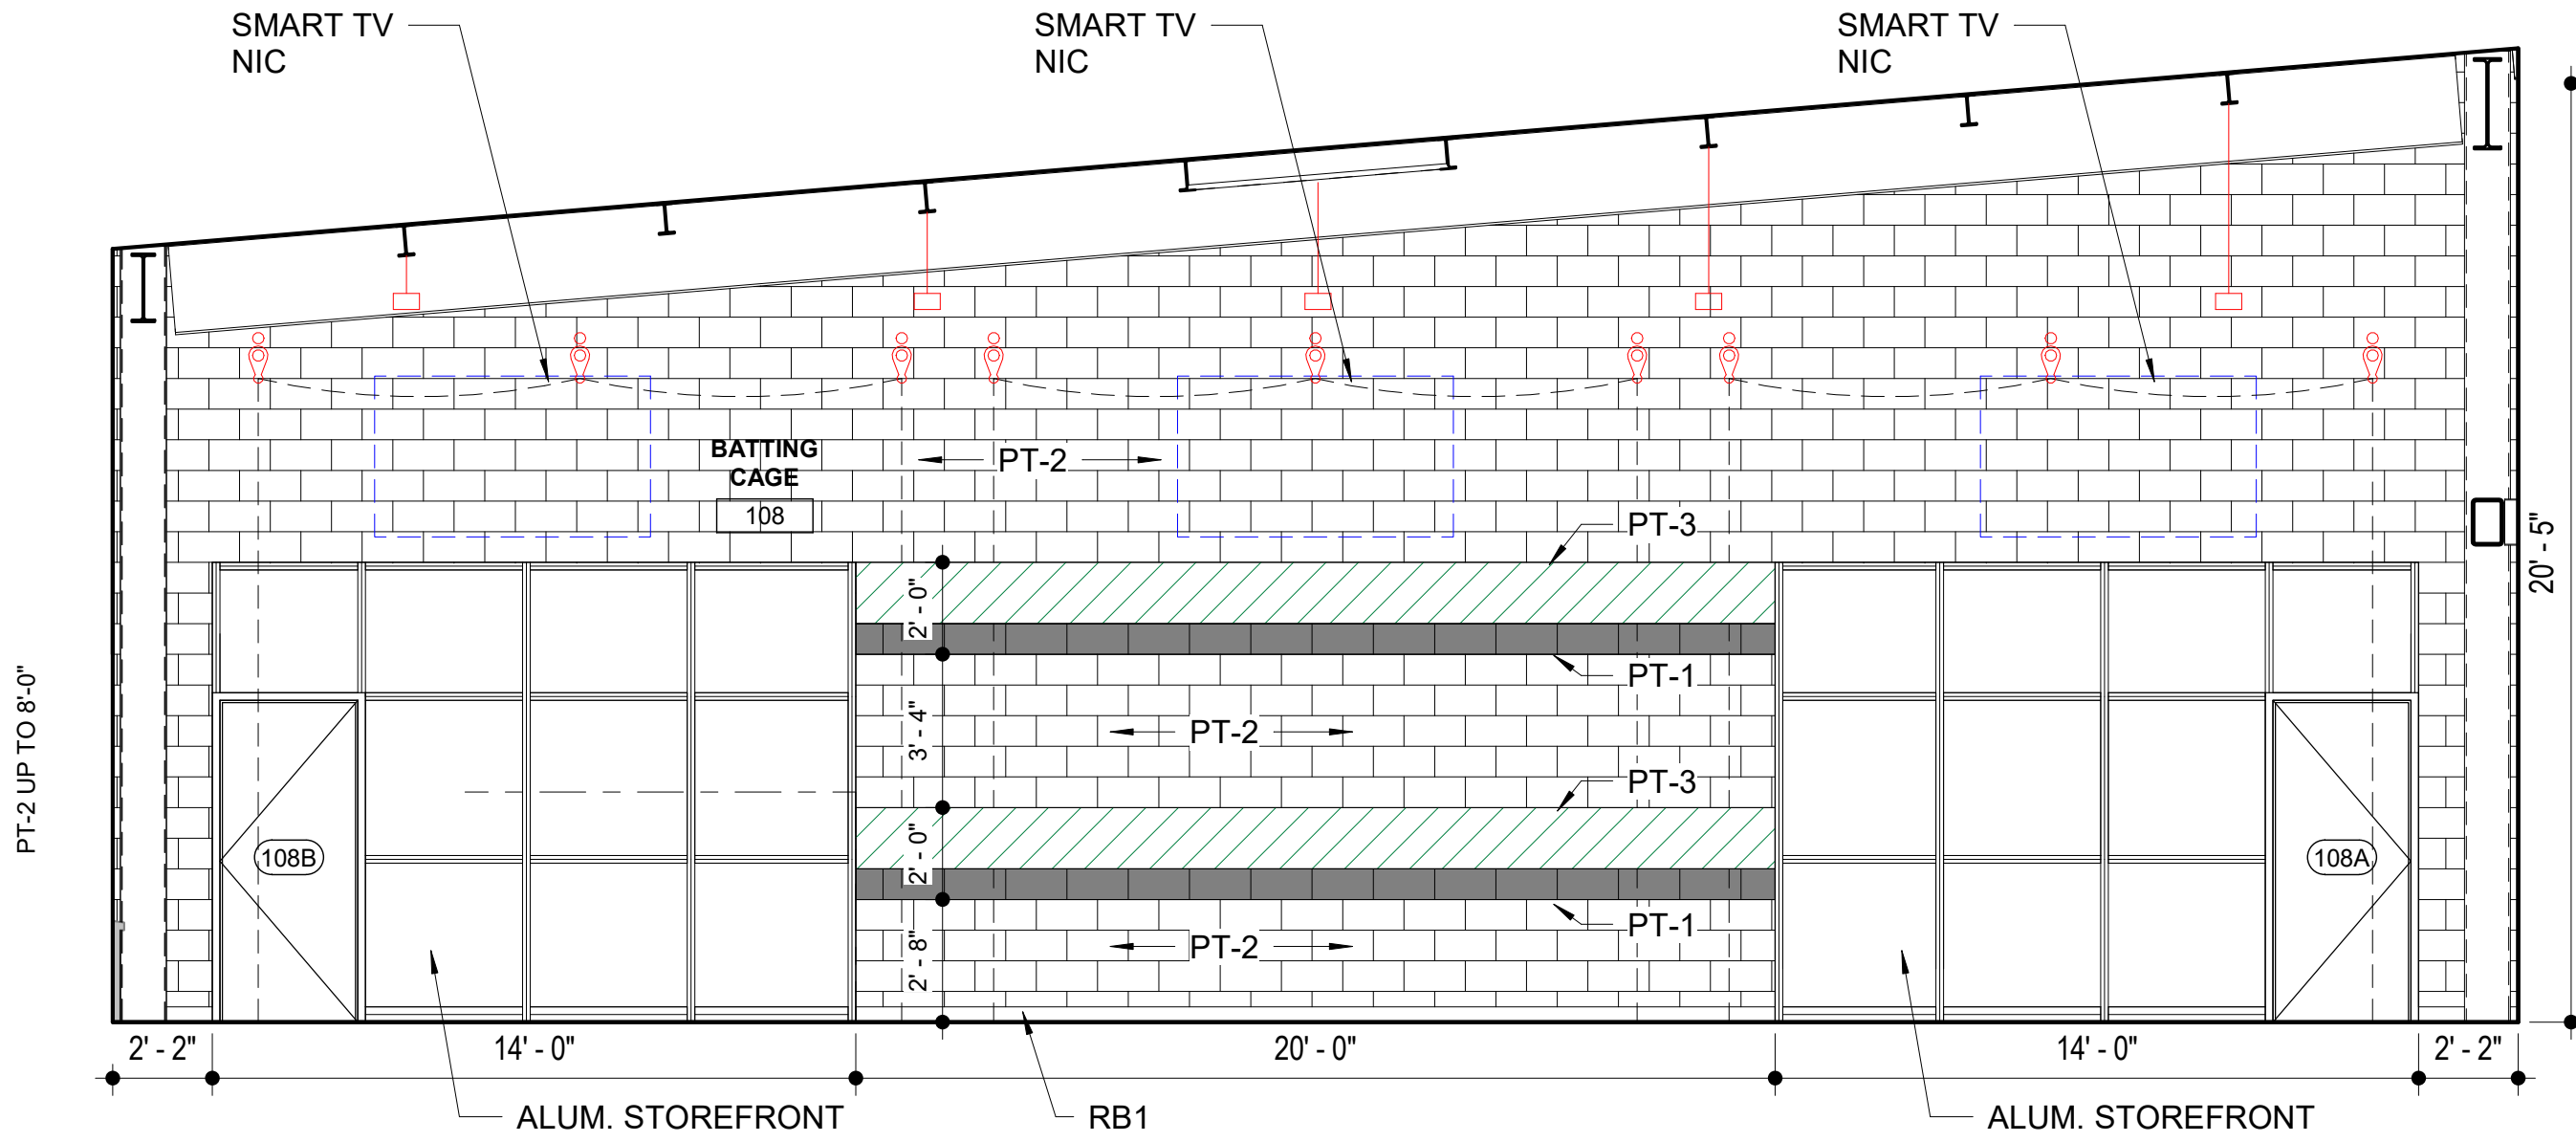 SMART TV
NIC
SMART TV
NIC
SMART TV
NIC
BATTING
CAGE
108
PT-2
PT-3
20' - 5"
2' - 0"
PT-1
PT-2 UP TO 8'-0"
3' - 4"
PT-2
PT-3
2' - 0"
108B
108A
PT-1
PT-2
2' - 8"
2' - 2"
14' - 0"
20' - 0"
14' - 0"
2' - 2"
ALUM. STOREFRONT
RB1
ALUM. STOREFRONT